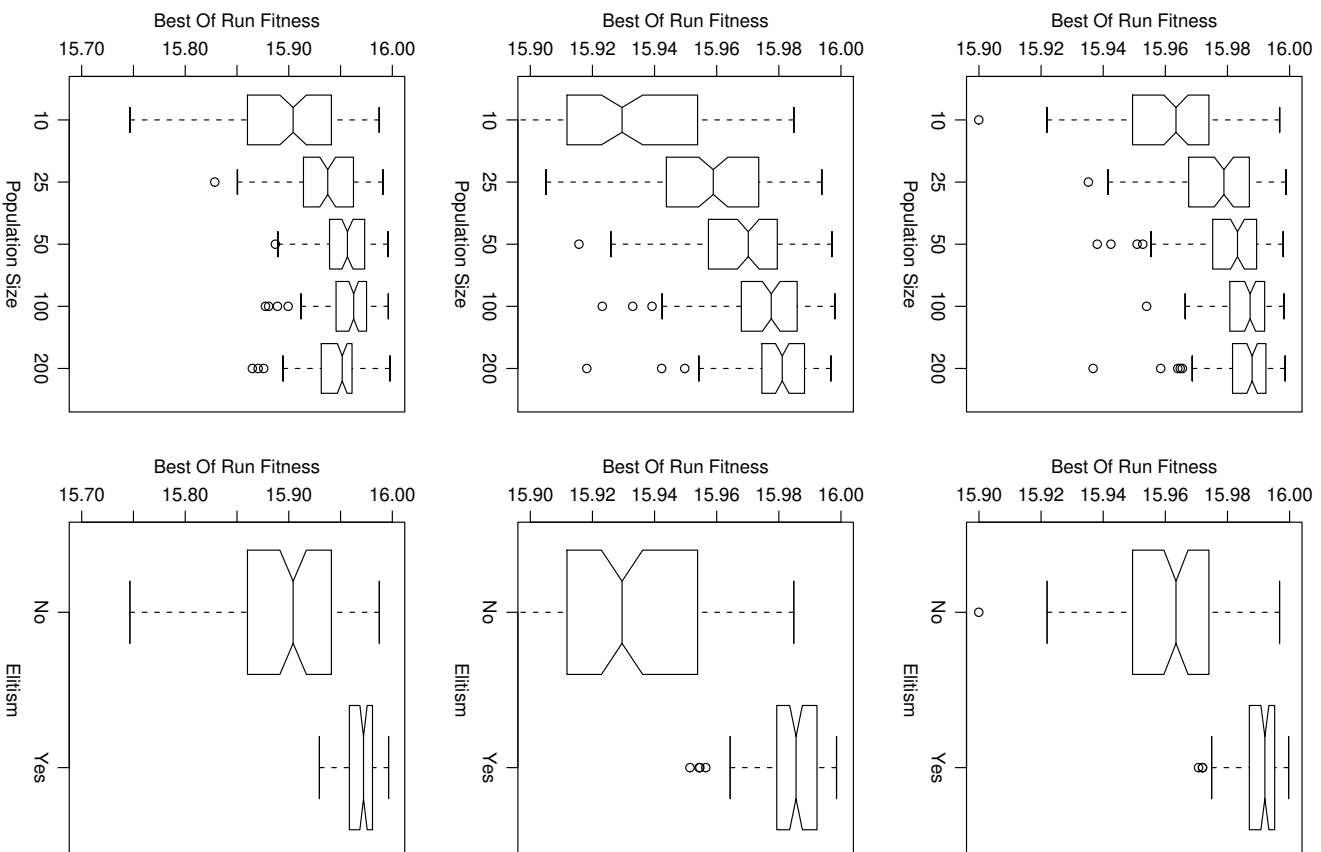 Best Of Run Fitness
15.70 15.80 15.90 16.00
10 25 50 100 200
Population Size
Best Of Run Fitness
15.90 15.92 15.94 15.96 15.98 16.00
10 25 50 100 200
Population Size
Best Of Run Fitness
15.90 15.92 15.94 15.96 15.98 16.00
10 25 50 100 200
Population Size
Best Of Run Fitness
15.70 15.80 15.90 16.00
No Yes
Elitism
Best Of Run Fitness
15.90 15.92 15.94 15.96 15.98 16.00
No Yes
Elitism
Best Of Run Fitness
15.90 15.92 15.94 15.96 15.98 16.00
No Yes
Elitism